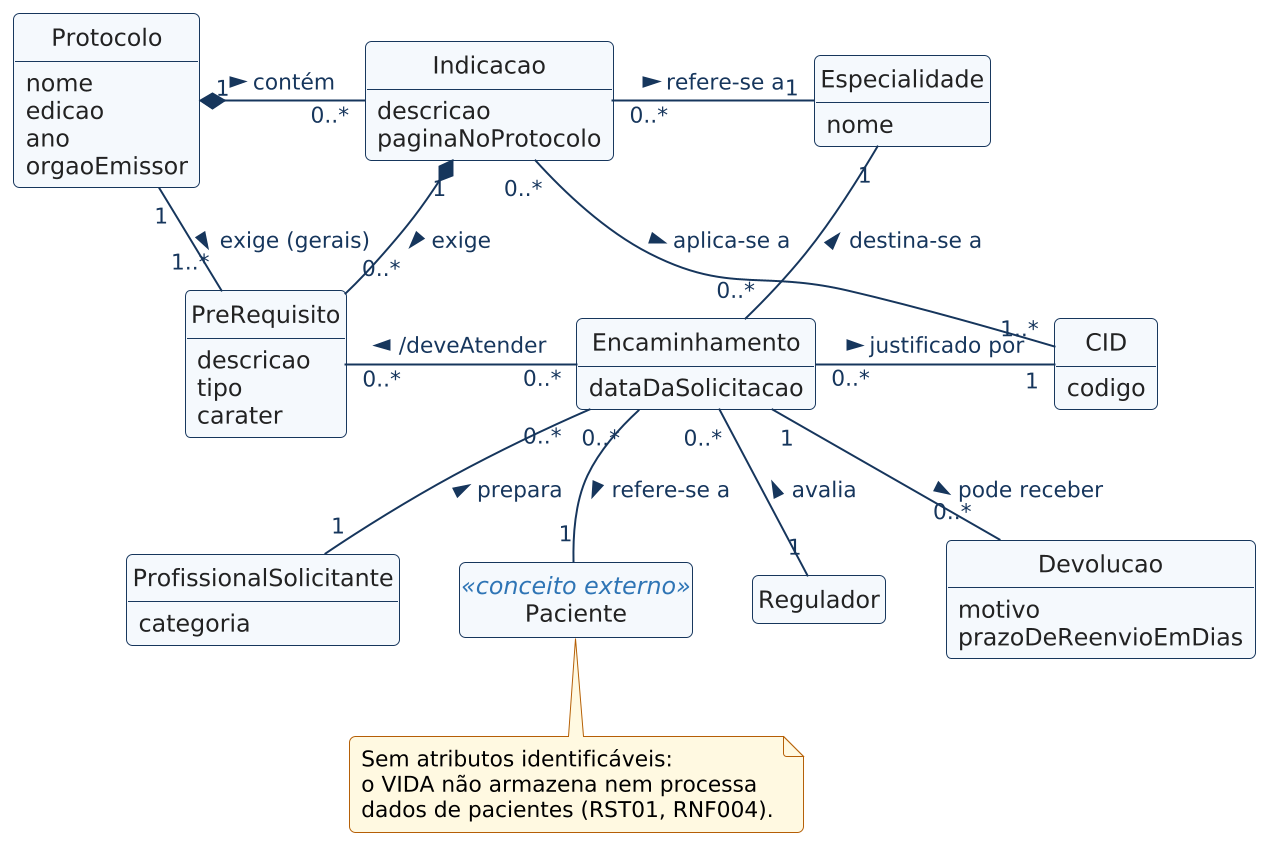 Protocolo
nome
edicao
ano
orgaoEmissor
1
contém
0..*
Indicacao
descricao
paginaNoProtocolo
refere-se a
1
0..*
Especialidade
nome
1
0..*
1
1
exige (gerais)
1..*
exige
0..*
aplica-se a
destina-se a
0..*
1..*
PreRequisito
descricao
tipo
carater
/deveAtender
0..*
0..*
Encaminhamento
dataDaSolicitacao
justificado por
0..*
1
CID
codigo
0..*
0..*
0..*
1
prepara
refere-se a
avalia
pode receber
0..*
1
1
1
ProfissionalSolicitante
categoria
«conceito externo»
Paciente
Regulador
Devolucao
motivo
prazoDeReenvioEmDias
Sem atributos identificáveis:
o VIDA não armazena nem processa
dados de pacientes (RST01, RNF004).